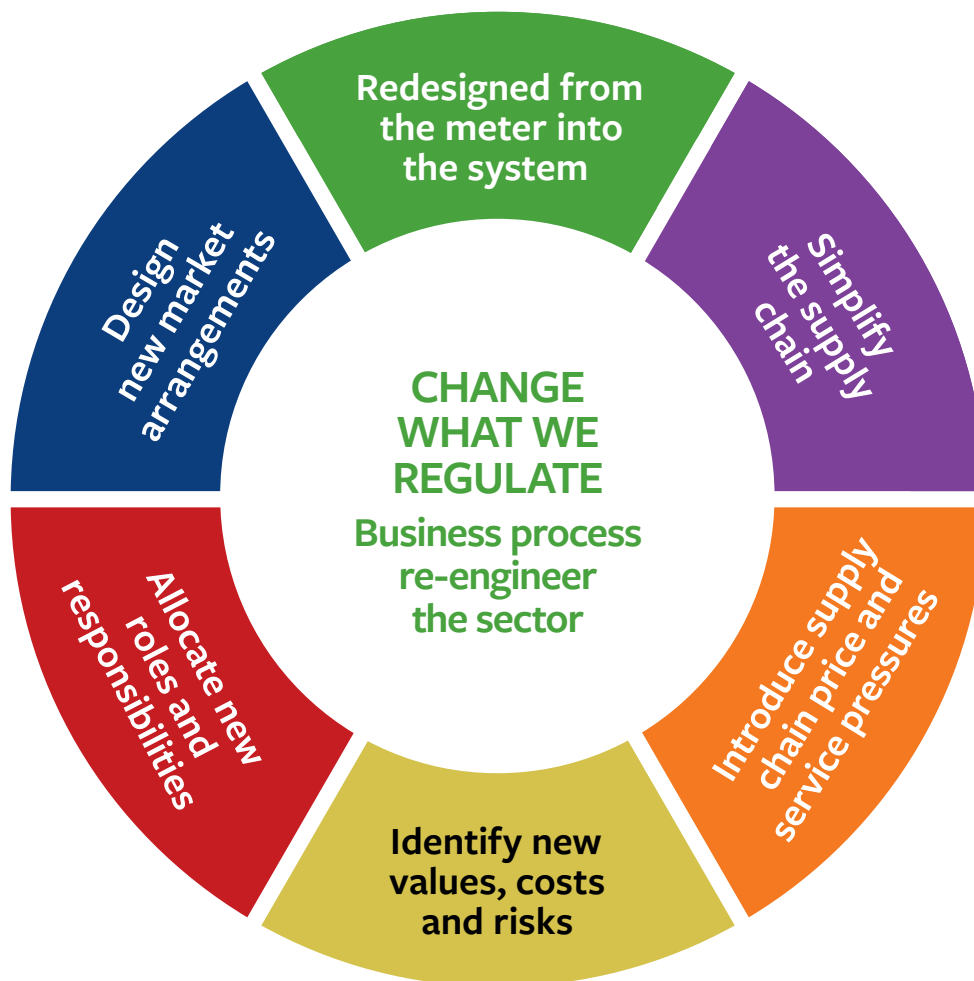 Redesigned from
the meter into
the system
Simplify
the supply
chain
Introduce supply
chain price and
service pressures
Identify new
values, costs
and risks
Allocate new
roles and
responsibilities
Design
new market
arrangements
CHANGE
WHAT WE
REGULATE
Business process
re-engineer
the sector